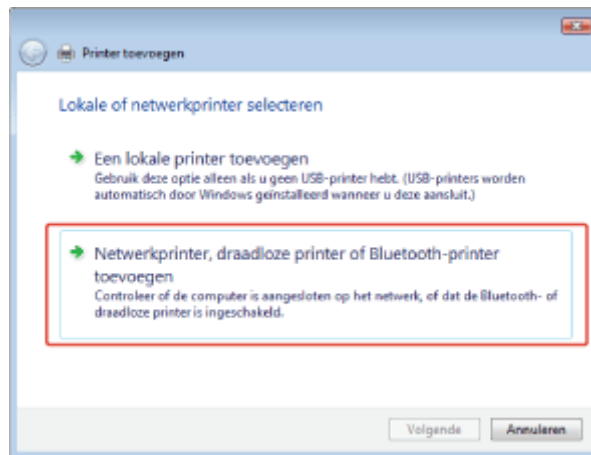 Printer toevoegen
Lokale of netwerkprinter selecteren
Een lokale printer toevoegen
Gebruik deze optie alleen als u geen USB-printer hebt. (USB-printers worden
automatisch door Windows geïnstalleerd wanneer u deze aansluit.)
Netwerkprinter, draadloze printer of Bluetooth-printer
toevoegen
Controleer of de computer is aangesloten op het netwerk, of dat de Bluetooth- of
draadloze printer is ingeschakeld.
Volgende
Annuleren